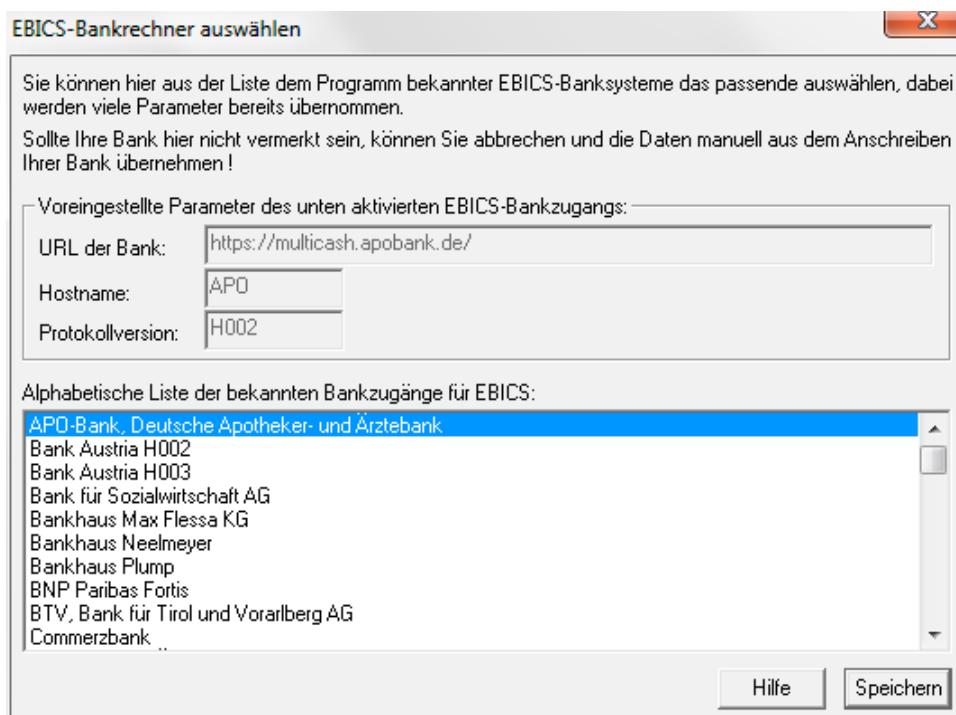 EBICS-Bankrechner auswählen
Sie können hier aus der Liste dem Programm bekannter EBICS-Banksysteme das passende auswählen, dabei
werden viele Parameter bereits übernommen.
Sollte Ihre Bank hier nicht vermerkt sein, können Sie abbrechen und die Daten manuell aus dem Anschreiben
Ihrer Bank übernehmen !
Voreingestellte Parameter des unten aktivierten EBICS-Bankzugangs:
URL der Bank: https://multicash.apobank.de/
Hostname: APO
Protokollversion: H002
Alphabetische Liste der bekannten Bankzugänge für EBICS:
APO-Bank, Deutsche Apotheker- und Ärztebank
Bank Austria H002
Bank Austria H003
Bank für Sozialwirtschaft AG
Bankhaus Max Flessa KG
Bankhaus Neelmeyer
Bankhaus Plump
BNP Paribas Fortis
BTV, Bank für Tirol und Vorarlberg AG
Commerzbank
Hilfe Speichern